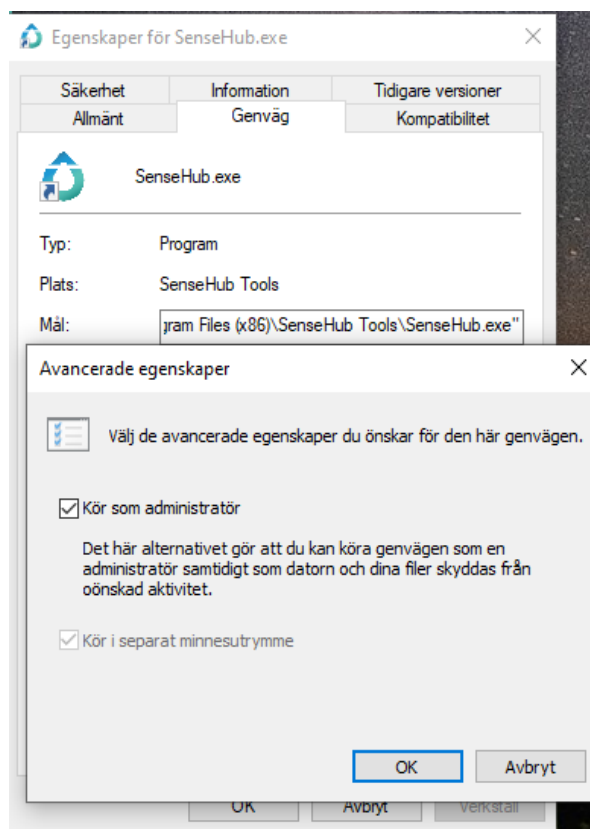 Egenskaper för SenseHub.exe
Säkerhet Information Tidigare versioner
Allmänt Genväg Kompatibilitet
SenseHub.exe
Typ: Program
Plats: SenseHub Tools
Mål: gram Files (x86)\SenseHub Tools\SenseHub.exe"
Avancerade egenskaper
Välj de avancerade egenskaper du önskar för den här genvägen.
Kör som administratör
Det här alternativet gör att du kan köra genvägen som en
administratör samtidigt som datorn och dina filer skyddas från
oönskad aktivitet.
Kör i separat minnesutrymme
OK Avbryt
OK Avbryt Verkställ